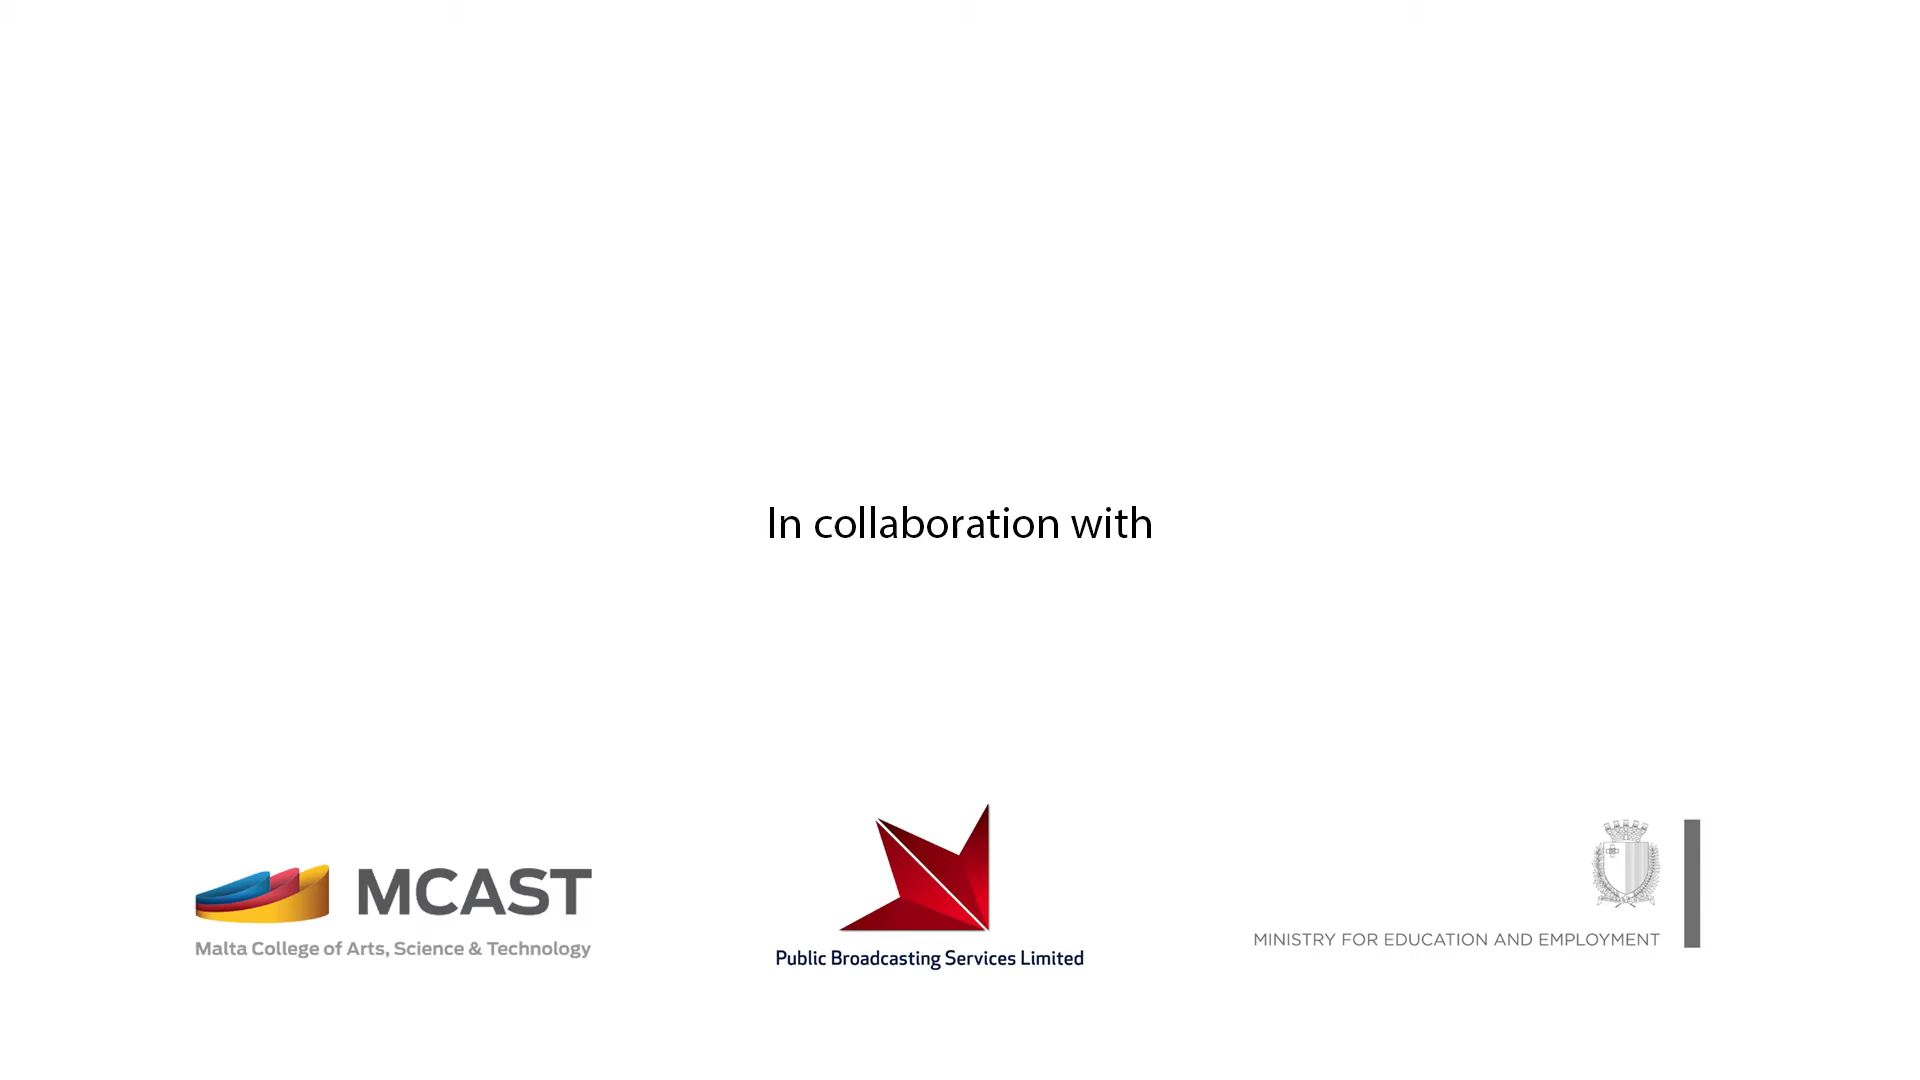 In collaboration with
MCAST
Malta College of Arts, Science & Technology
Public Broadcasting Services Limited
MINISTRY FOR EDUCATION AND EMPLOYMENT